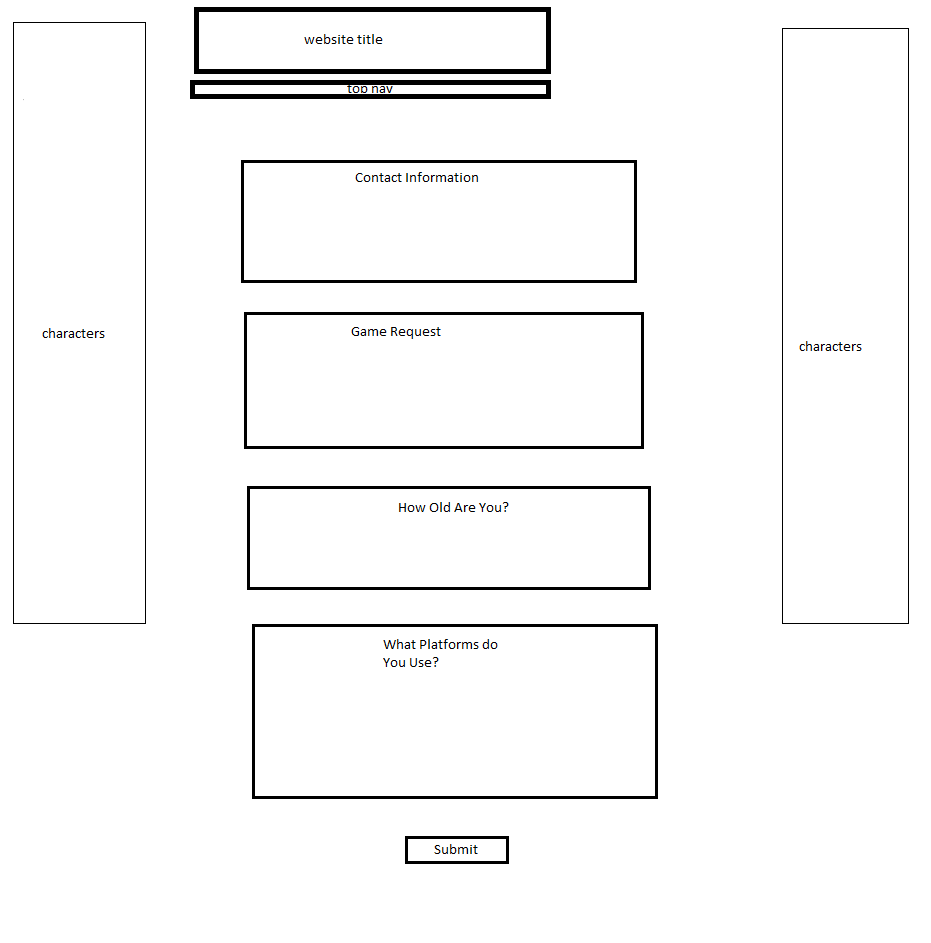 website title
top nav
Contact Information
characters
Game Request
characters
How Old Are You?
What Platforms do
You Use?
Submit